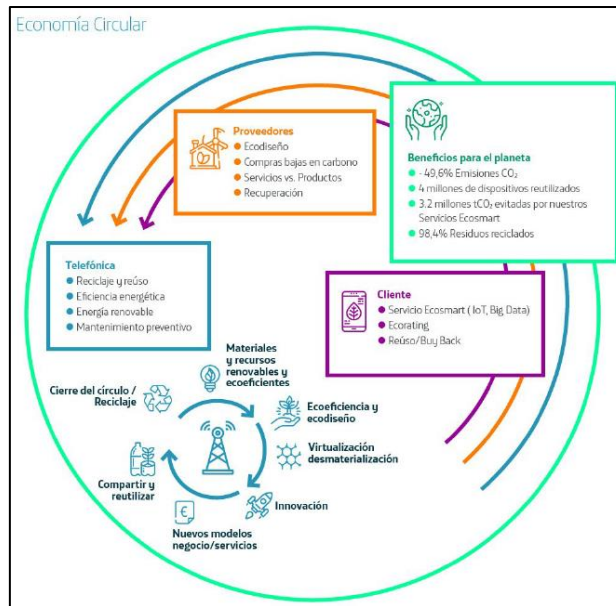 Economía Circular
Proveedores
Ecodiseño
Compras bajas en carbono
Servicios vs. Productos
Recuperación
Beneficios para el planeta
- 49,6% Emisiones CO₂
4 millones de dispositivos reutilizados
3.2 millones tCO₂ evitadas por nuestros
Servicios Ecosmart
98,4% Residuos reciclados
Telefónica
Reciclaje y reúso
Eficiencia energética
Energía renovable
Mantenimiento preventivo
Cliente
Servicio Ecosmart ( IoT, Big Data)
Ecorating
Reúso/Buy Back
Materiales
y recursos
renovables y
ecoeficientes
Ecoeficiencia y
ecodiseño
Virtualización
desmaterialización
Innovación
Nuevos modelos
negocio/servicios
€
Compartir y
reutilizar
Cierre del círculo /
Reciclaje